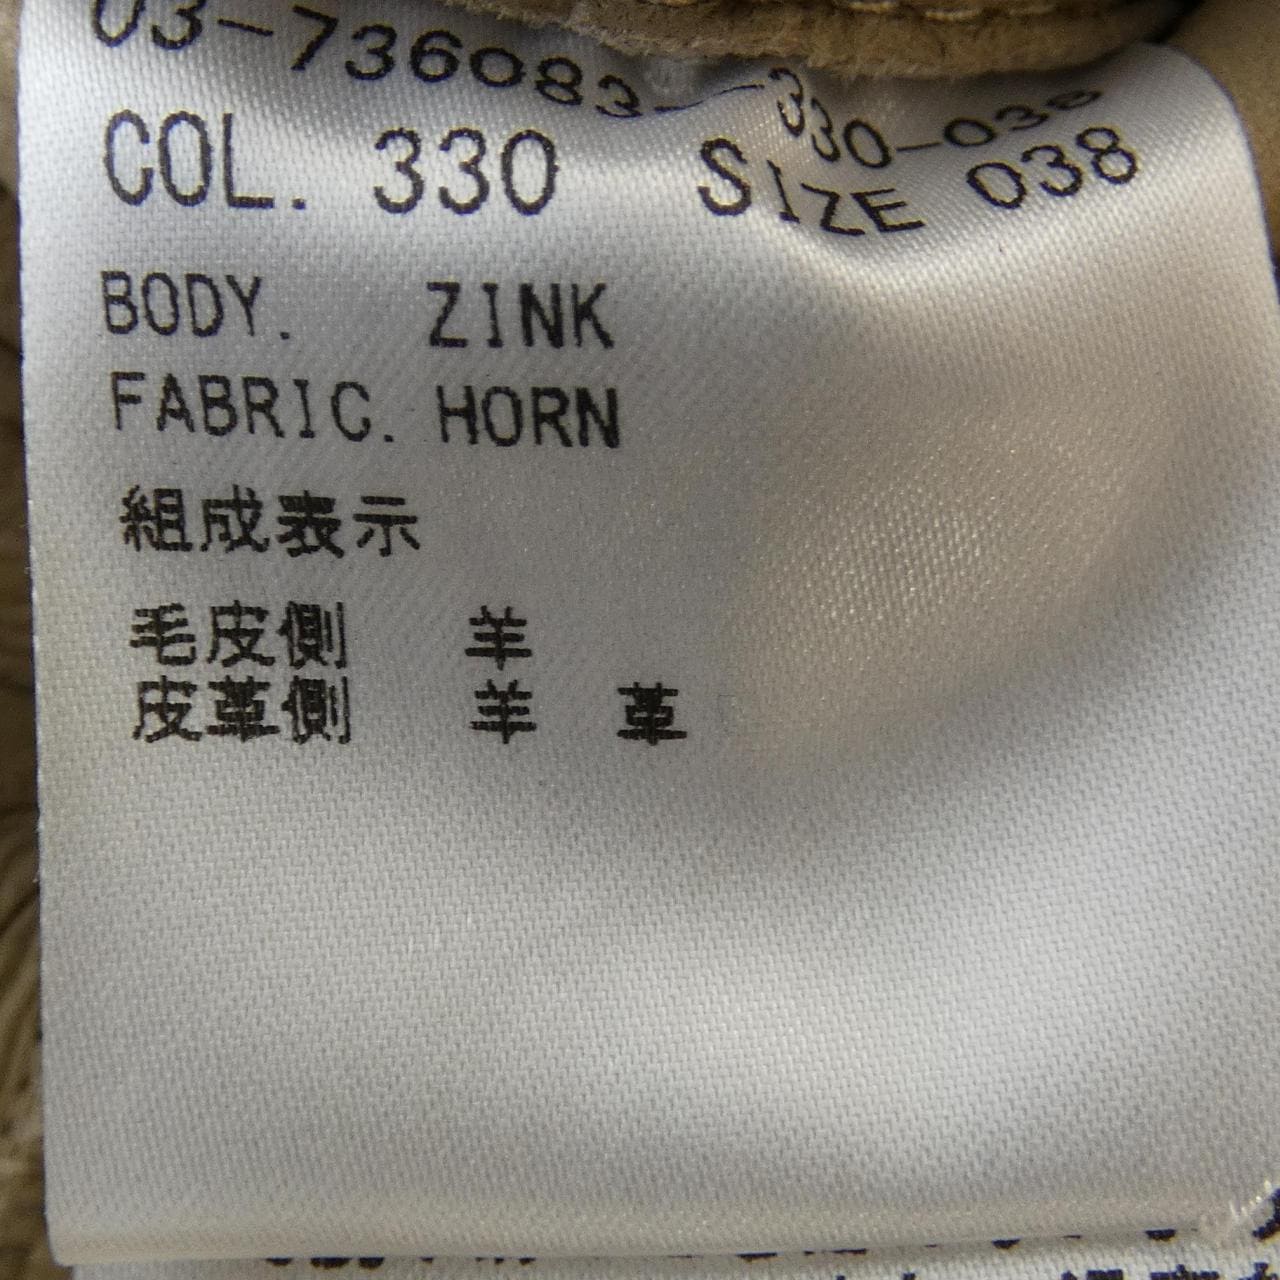 03-736083-330-038
COL. 330 SIZE 038
BODY. ZINK
FABRIC. HORN
組成表示
毛皮側 羊
皮革側 羊 革